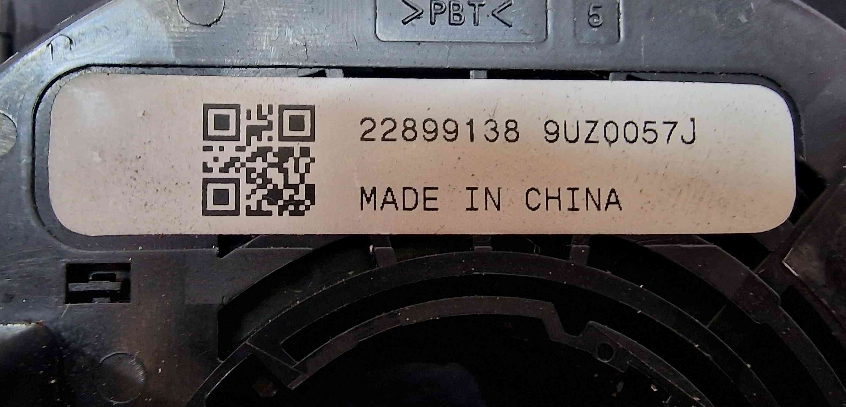 >PBT<
5
22899138 9UZ0057J
MADE IN CHINA